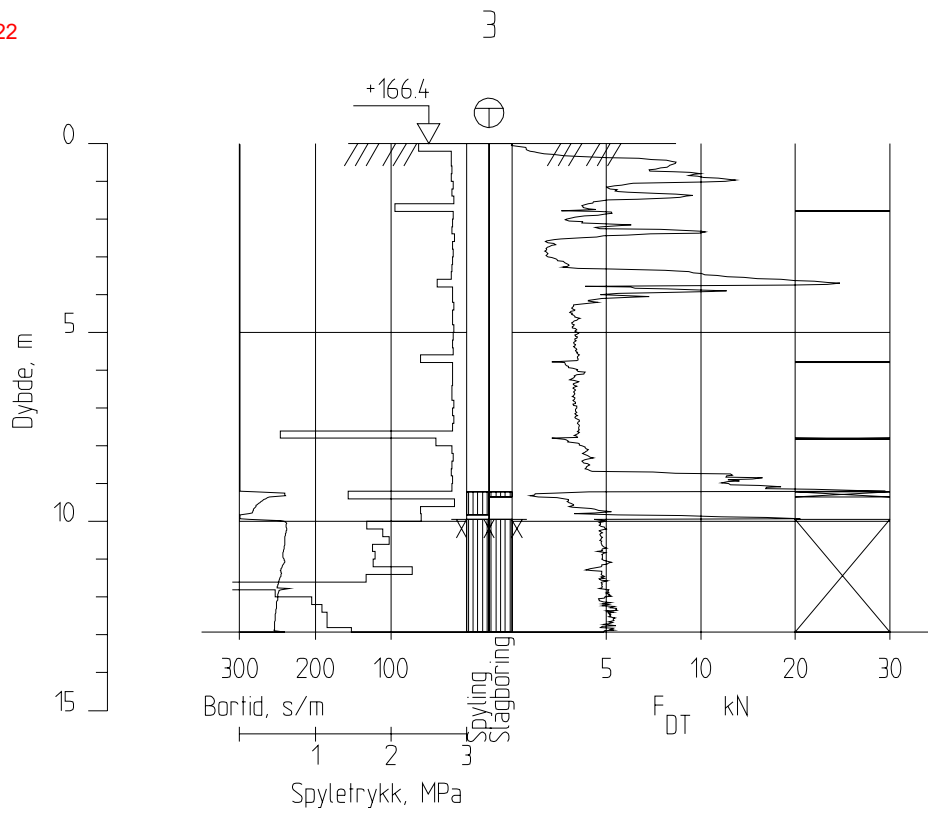 22
3
+166.4
0
5
10
15
Dybde, m
300 200 100
5 10 20 30
Bortid, s/m
Spyling
Slagboring
F DT kN
1 2 3
Spyletrykk, MPa